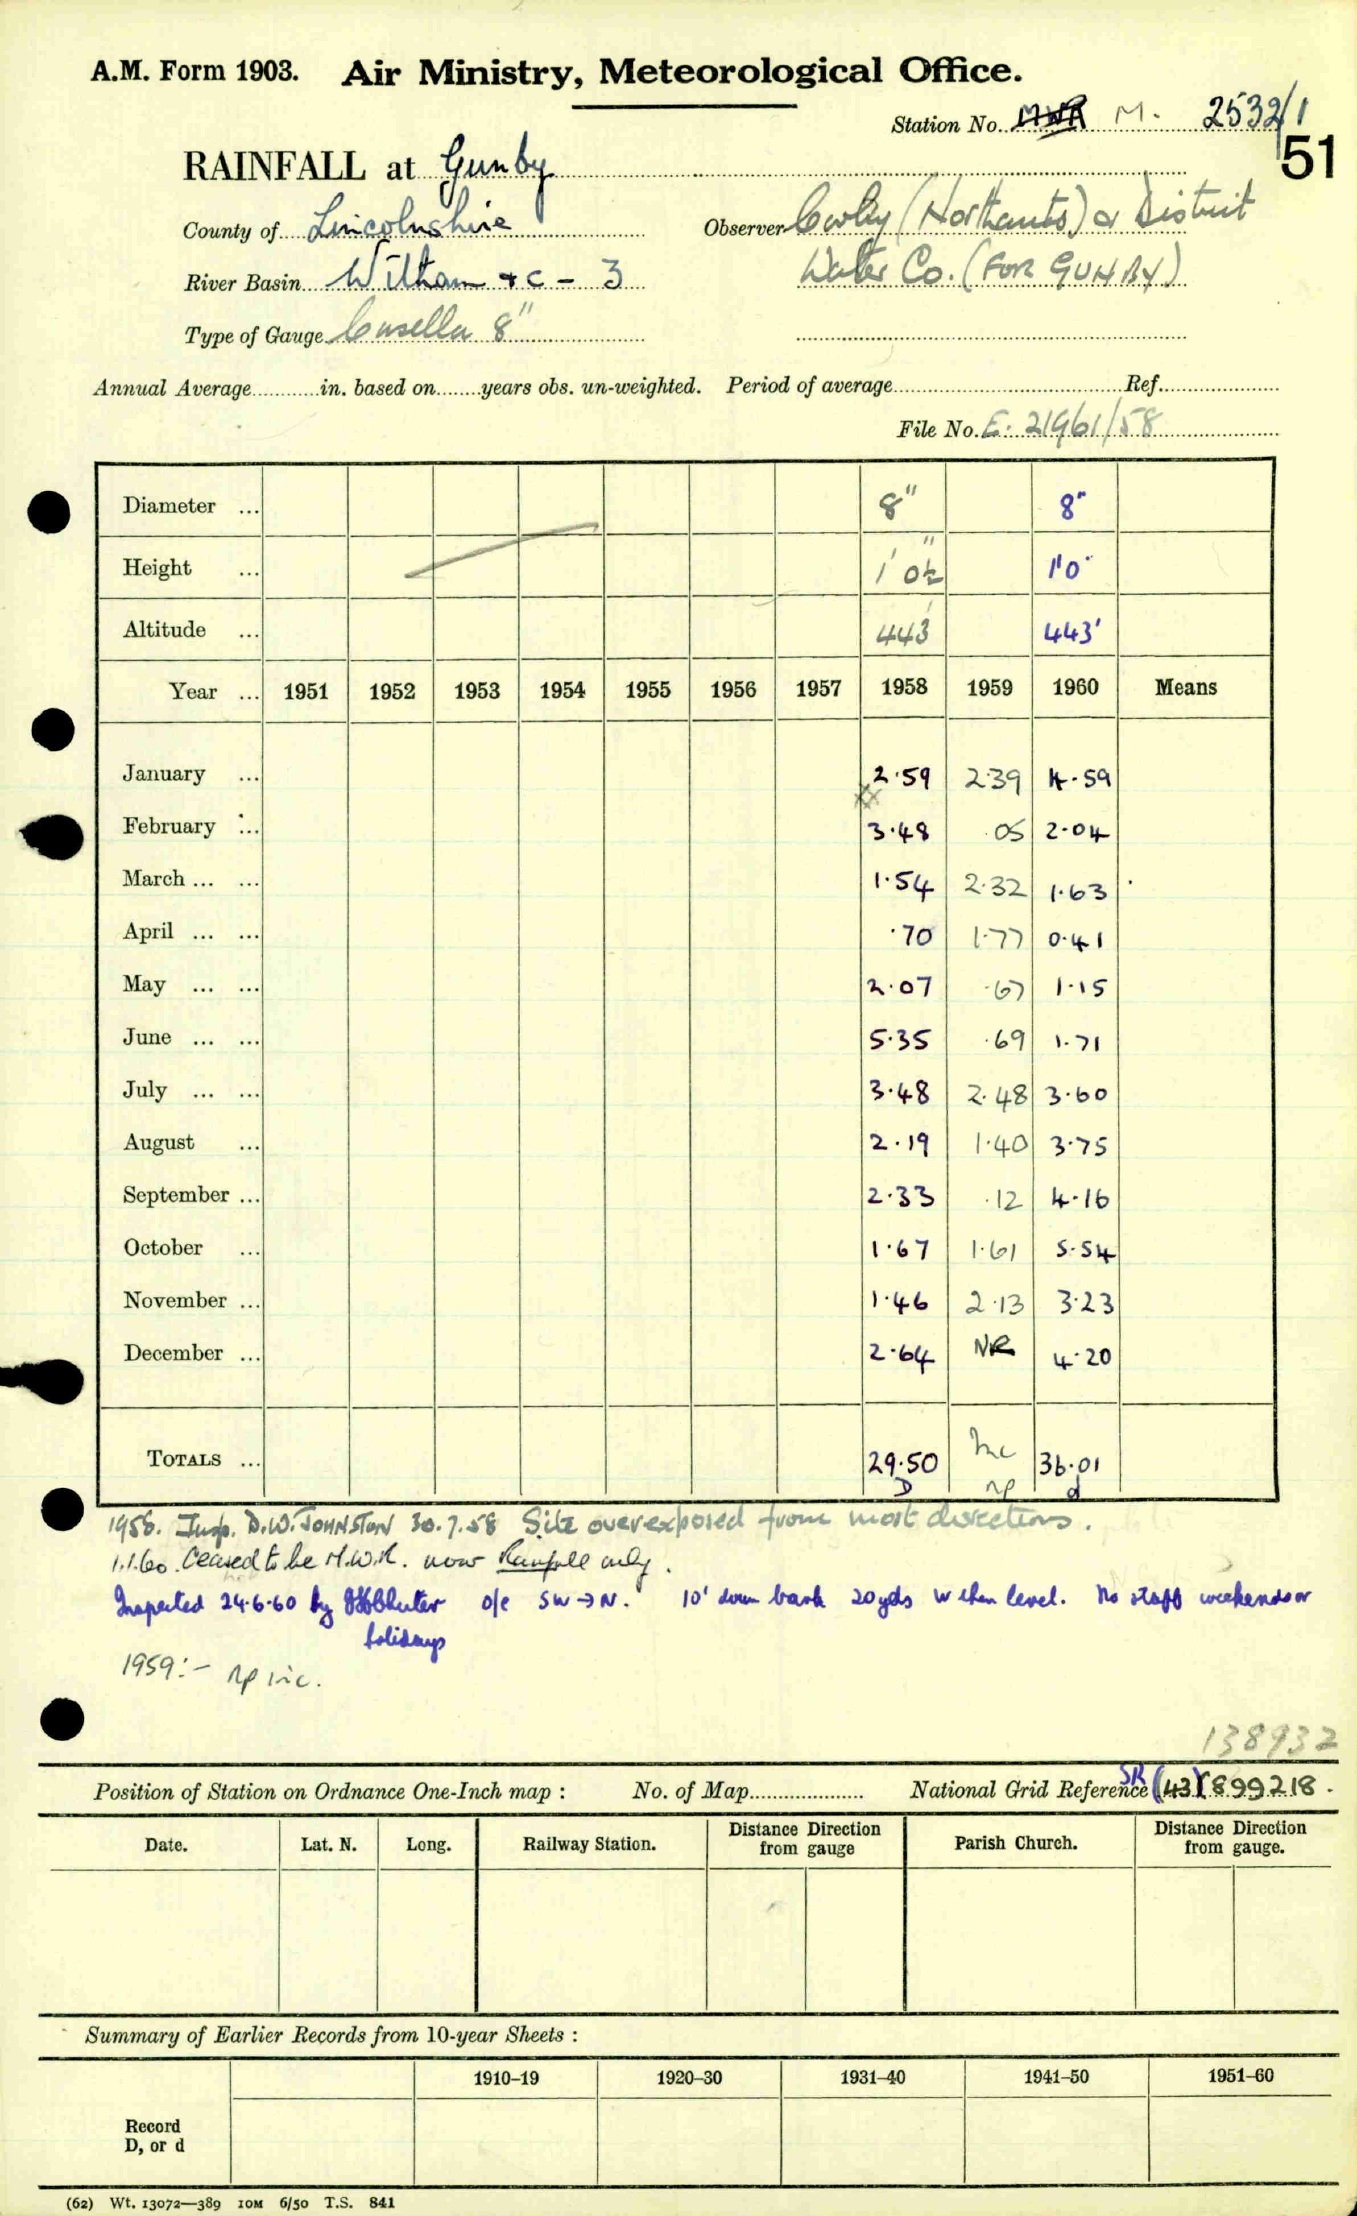 A.M. Form 1903. Air Ministry, Meteorological Office.
Station No. M. 2532/1
51
RAINFALL at Gunby
County of Lincolnshire
Observer Corby (Northants) & District
River Basin Witham &c - 3
Water Co. (FOR GUNBY)
Type of Gauge Casella 8"
Annual Average in. based on years obs. un-weighted. Period of average Ref.
File No. E. 21961/58
Diameter ... 8" 8"
Height ... 1' 0½" 1'0"
Altitude ... 443' 443'
Year ... 1951 1952 1953 1954 1955 1956 1957 1958 1959 1960 Means
January ... 2.59 2.39 4.59
xx
February ... 3.48 .05 2.04
March ... ... 1.54 2.32 1.63
April ... ... .70 1.77 0.41
May ... ... 2.07 .67 1.15
June ... ... 5.35 .69 1.71
July ... ... 3.48 2.48 3.60
August ... 2.19 1.40 3.75
September ... 2.33 .12 4.16
October ... 1.67 1.61 5.54
November ... 1.46 2.13 3.23
December ... 2.64 NR 4.20
TOTALS ... 29.50 Inc 36.01
D np d
1958. Insp. D.W. JOHNSTON 30.7.58 Site overexposed from most directions.
1.1.60. Ceased to be M.W.R. now Rainfall only.
Inspected 24.6.60 by o/e SW→N. 10' down bank 20yds W then level. No staff weekends or
holidays
1959:- np inc.
138932
Position of Station on Ordnance One-Inch map : No. of Map National Grid Reference SK (43) 899218.
Date. Lat. N. Long. Railway Station. Distance Direction from gauge Parish Church. Distance Direction from gauge.
Summary of Earlier Records from 10-year Sheets :
1910–19 1920–30 1931–40 1941–50 1951–60
Record
D, or d
(62) Wt. 13072—389 10M 6/50 T.S. 841